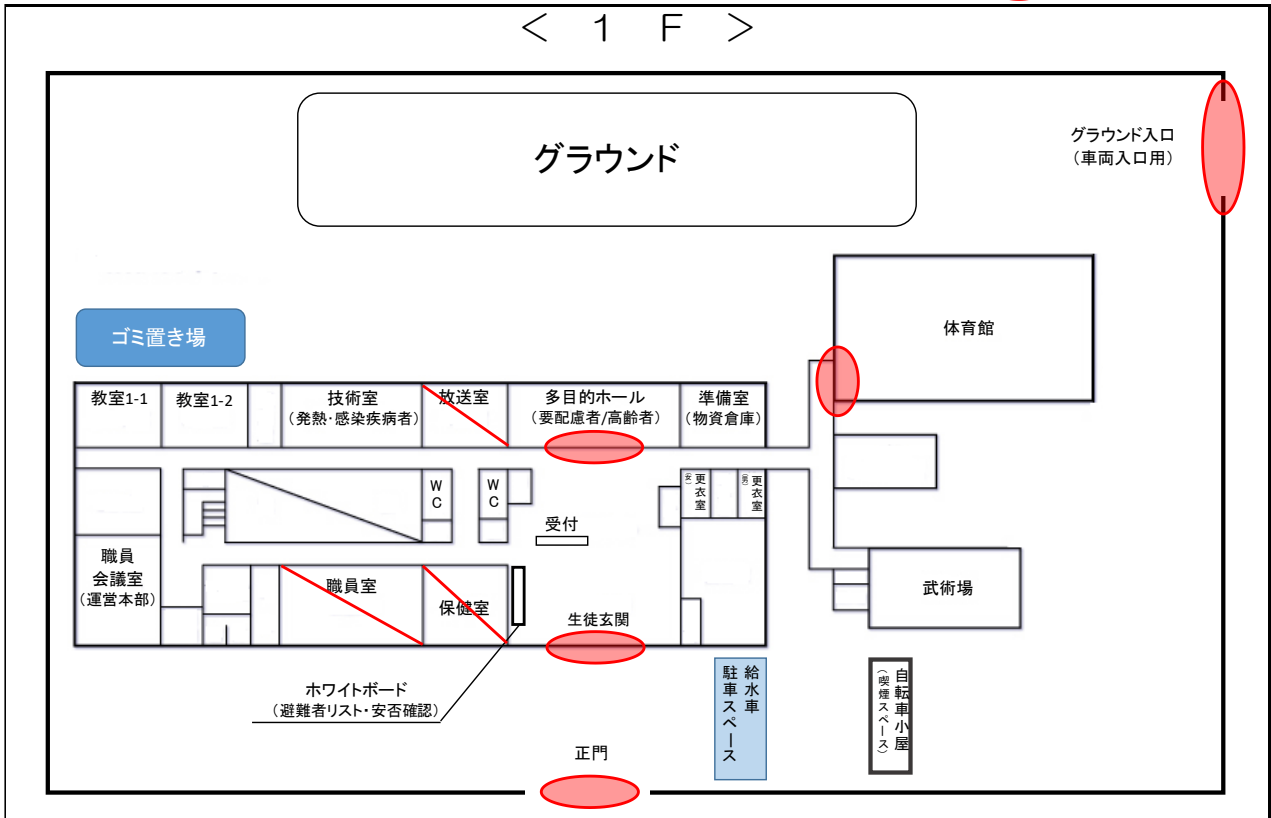 < 1 F >
グラウンド
グラウンド入口
(車両入口用)
体育館
ゴミ置き場
教室1-1
教室1-2
技術室
(発熱・感染疾病者)
放送室
多目的ホール
(要配慮者/高齢者)
準備室
(物資倉庫)
WC
WC
更衣室
(女)
更衣室
(男)
受付
職員
会議室
(運営本部)
職員室
保健室
生徒玄関
武術場
ホワイトボード
(避難者リスト・安否確認)
給水車
駐車スペース
自転車小屋
(喫煙スペース)
正門